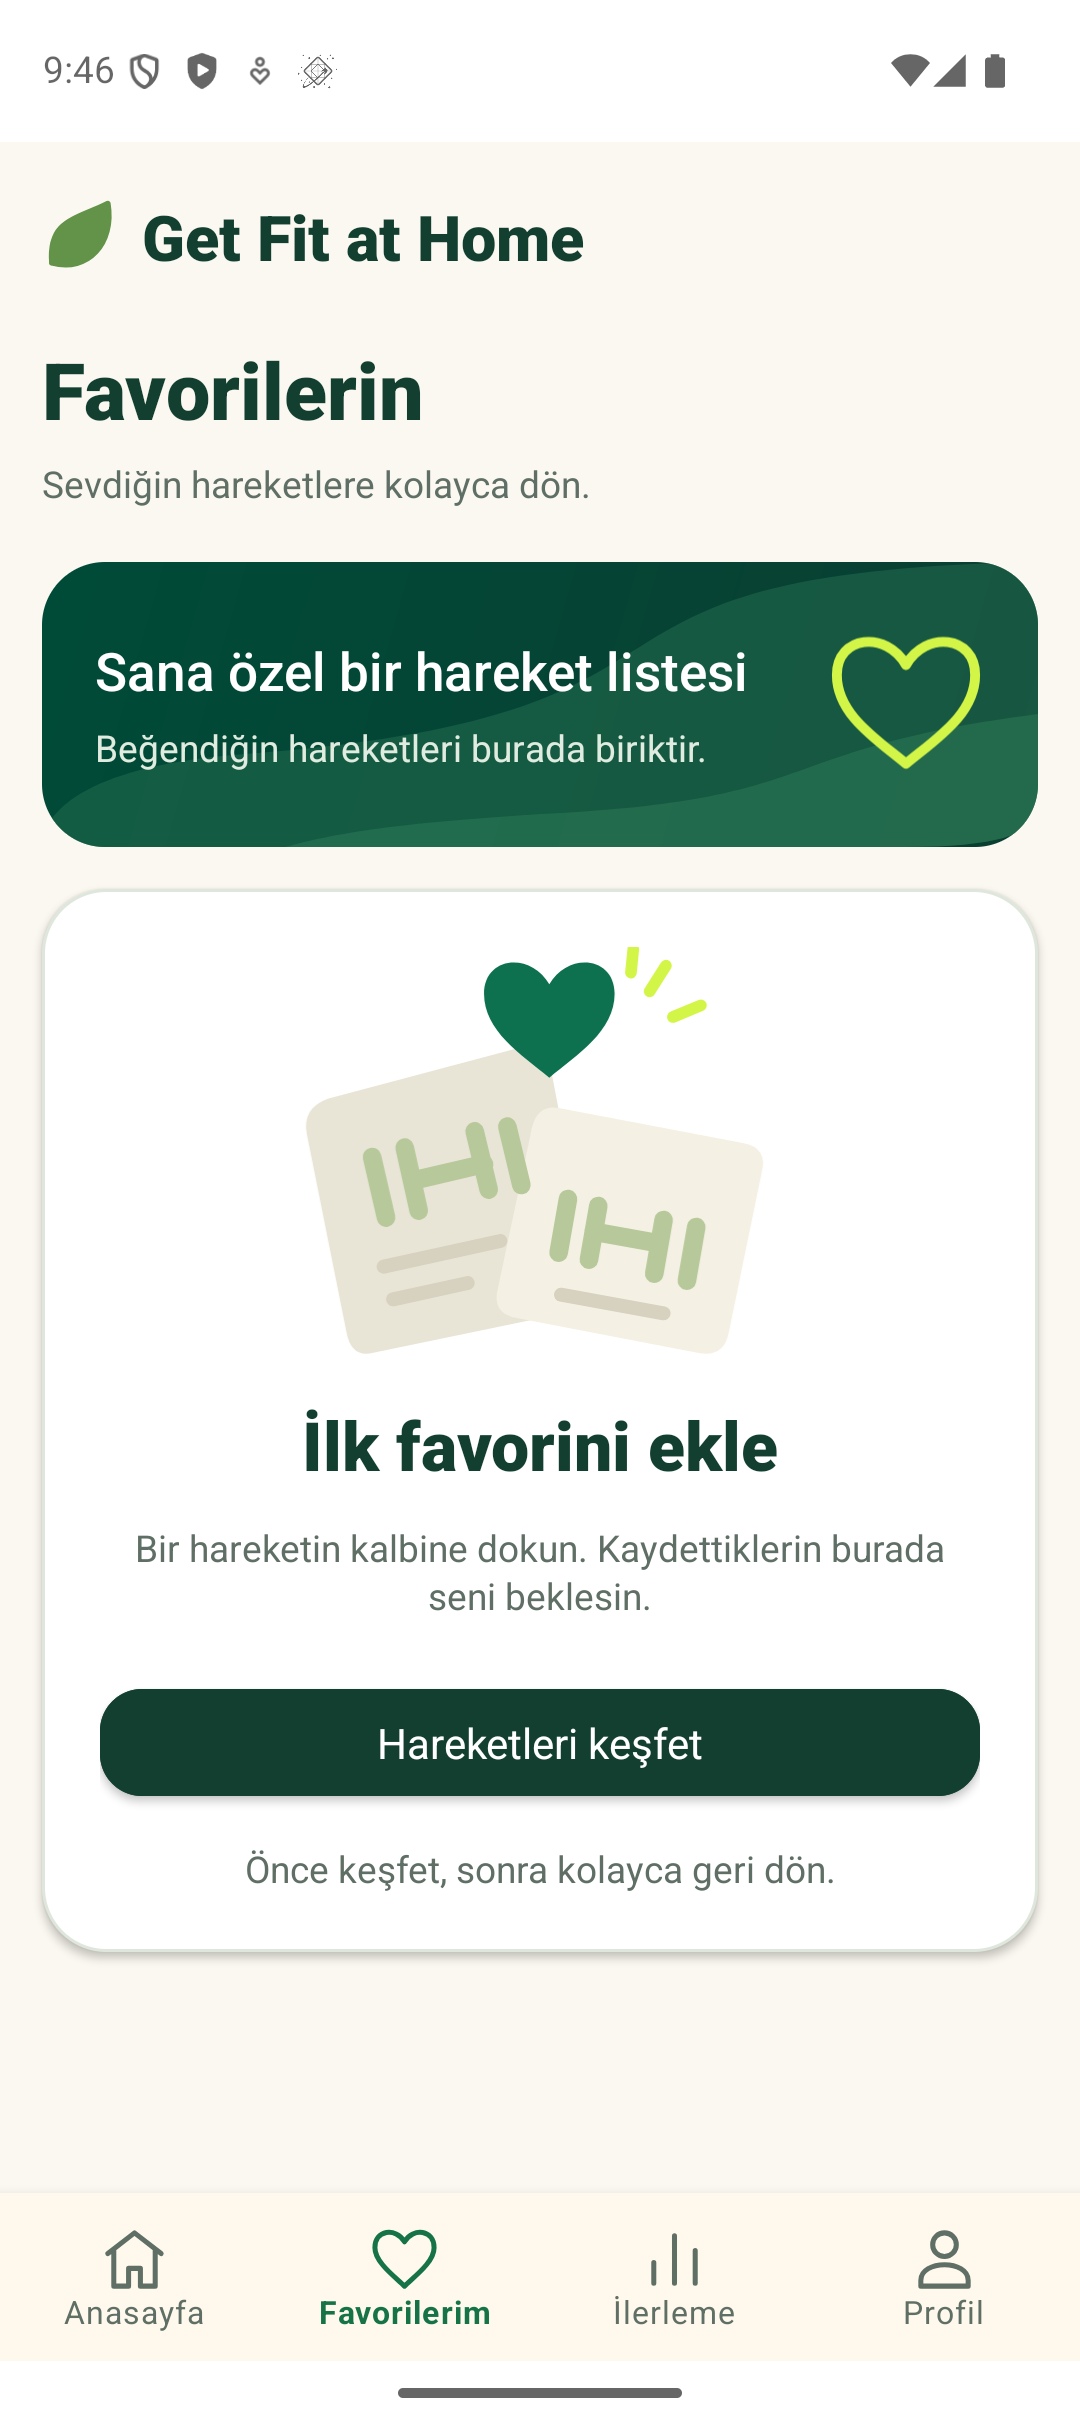 9:46
Get Fit at Home
Favorilerin
Sevdiğin hareketlere kolayca dön.
Sana özel bir hareket listesi
Beğendiğin hareketleri burada biriktir.
İlk favorini ekle
Bir hareketin kalbine dokun. Kaydettiklerin burada
seni beklesin.
Hareketleri keşfet
Önce keşfet, sonra kolayca geri dön.
Anasayfa
Favorilerim
İlerleme
Profil